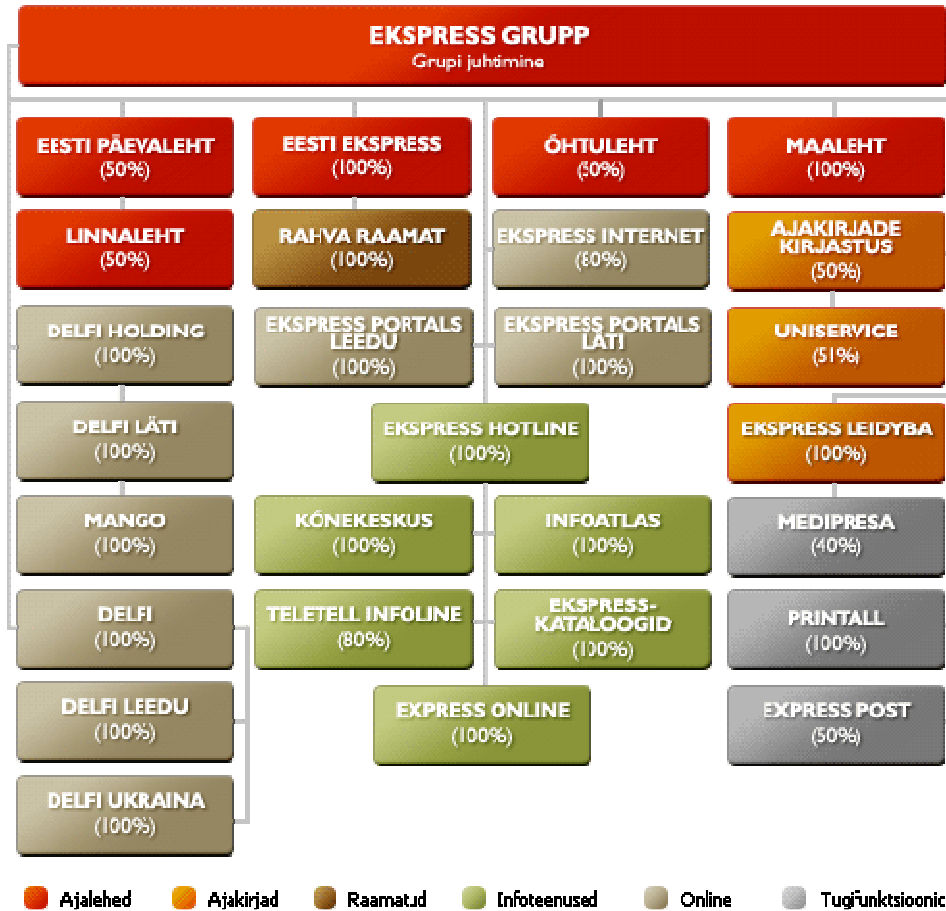 EKSPRESS GRUPP
Grupi juhtimine
EESTI PÄEVALEHT
(50%)
EESTI EKSPRESS
(100%)
ÕHTULEHT
(50%)
MAALEHT
(100%)
LINNALEHT
(50%)
RAHVA RAAMAT
(100%)
EKSPRESS INTERNET
(80%)
AJAKIRJADE
KIRJASTUS
(50%)
DELFI HOLDING
(100%)
EKSPRESS PORTALS
LEEDU
(100%)
EKSPRESS PORTALS
LÄTI
(100%)
UNISERVICE
(51%)
DELFI LÄTI
(100%)
EKSPRESS HOTLINE
(100%)
EKSPRESS LEIDYBA
(100%)
MANGO
(100%)
KÕNEKESKUS
(100%)
INFOATLAS
(100%)
MEDIPRESA
(40%)
DELFI
(100%)
TELETELL INFOLINE
(80%)
EKSPRESS-
KATALOOGID
(100%)
PRINTALL
(100%)
DELFI LEEDU
(100%)
EXPRESS ONLINE
(100%)
EXPRESS POST
(50%)
DELFI UKRAINA
(100%)
Ajalehed
Ajakirjad
Raamatud
Infoteenused
Online
Tugifunktsioonic